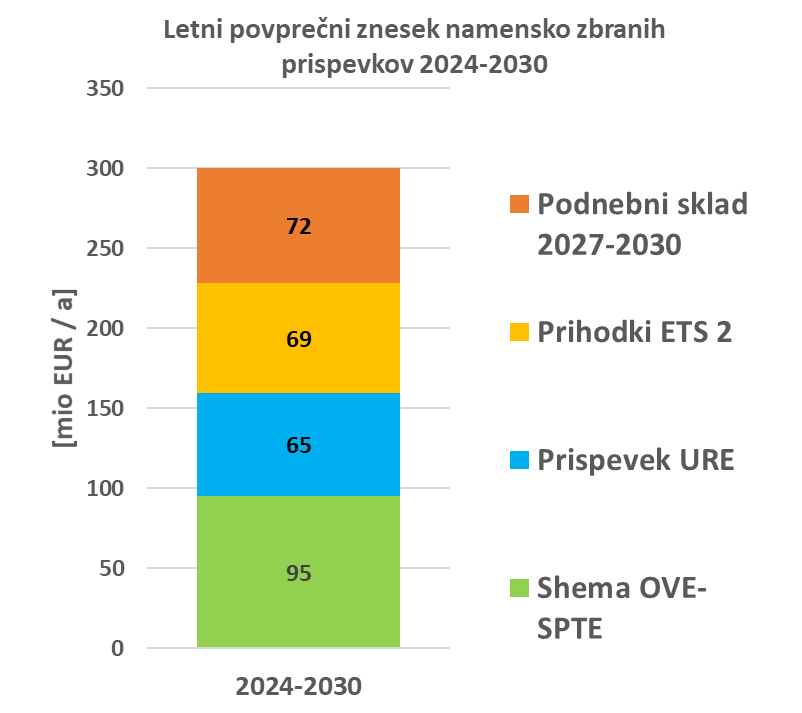 Letni povprečni znesek namensko zbranih
prispevkov 2024-2030
[mio EUR / a]
350
300
250
200
150
100
50
0
72
69
65
95
2024-2030
Podnebni sklad
2027-2030
Prihodki ETS 2
Prispevek URE
Shema OVE-
SPTE